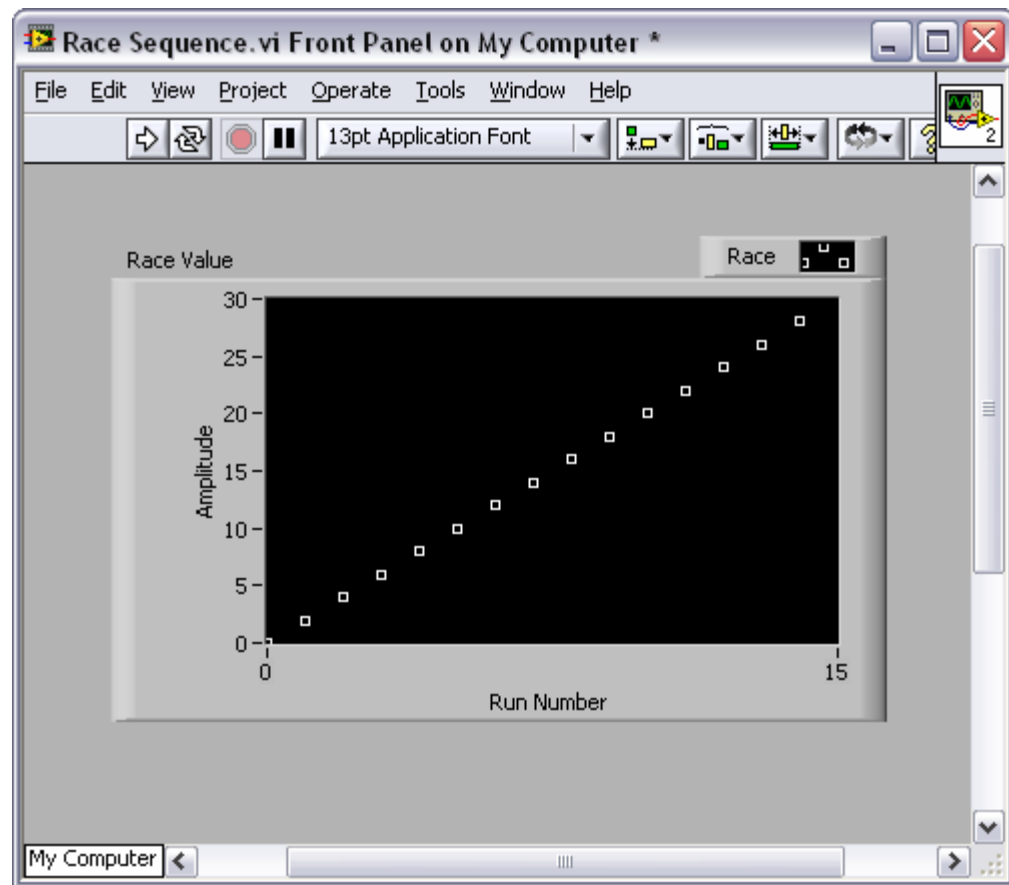 Race Sequence.vi Front Panel on My Computer *
File Edit View Project Operate Tools Window Help
13pt Application Font
?
2
Race Value
Race
30
25
20
15
10
5
0
Amplitude
0
15
Run Number
My Computer